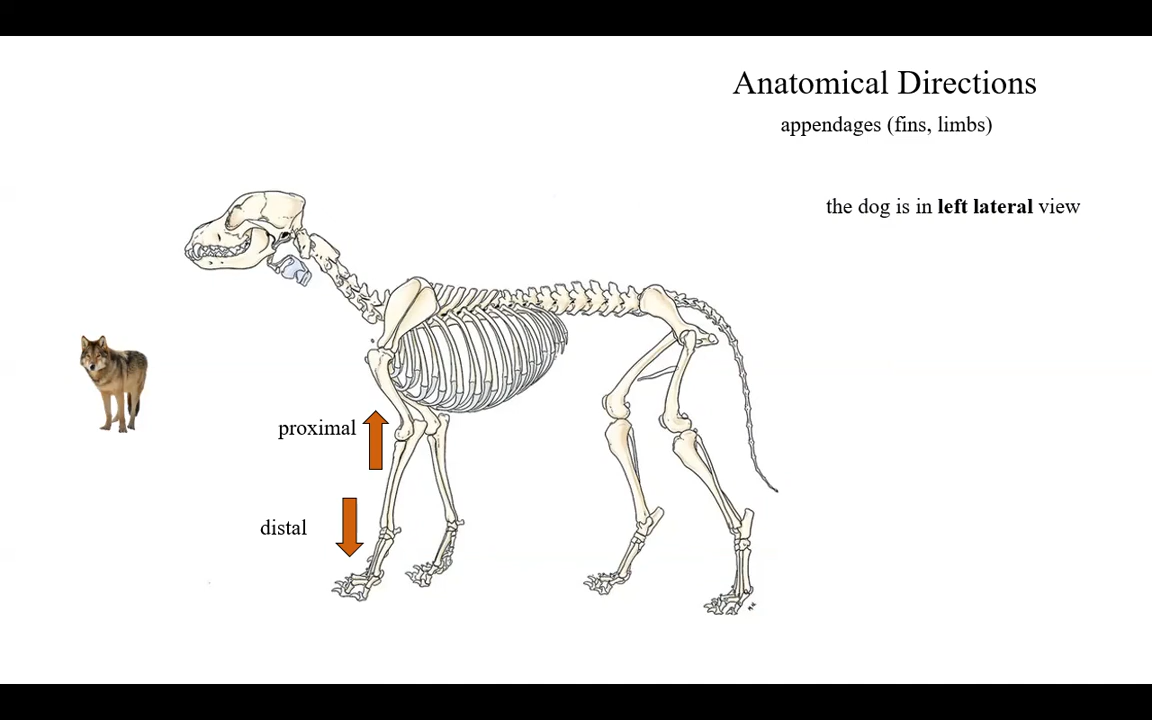 Anatomical Directions
appendages (fins, limbs)
the dog is in left lateral view
proximal
distal